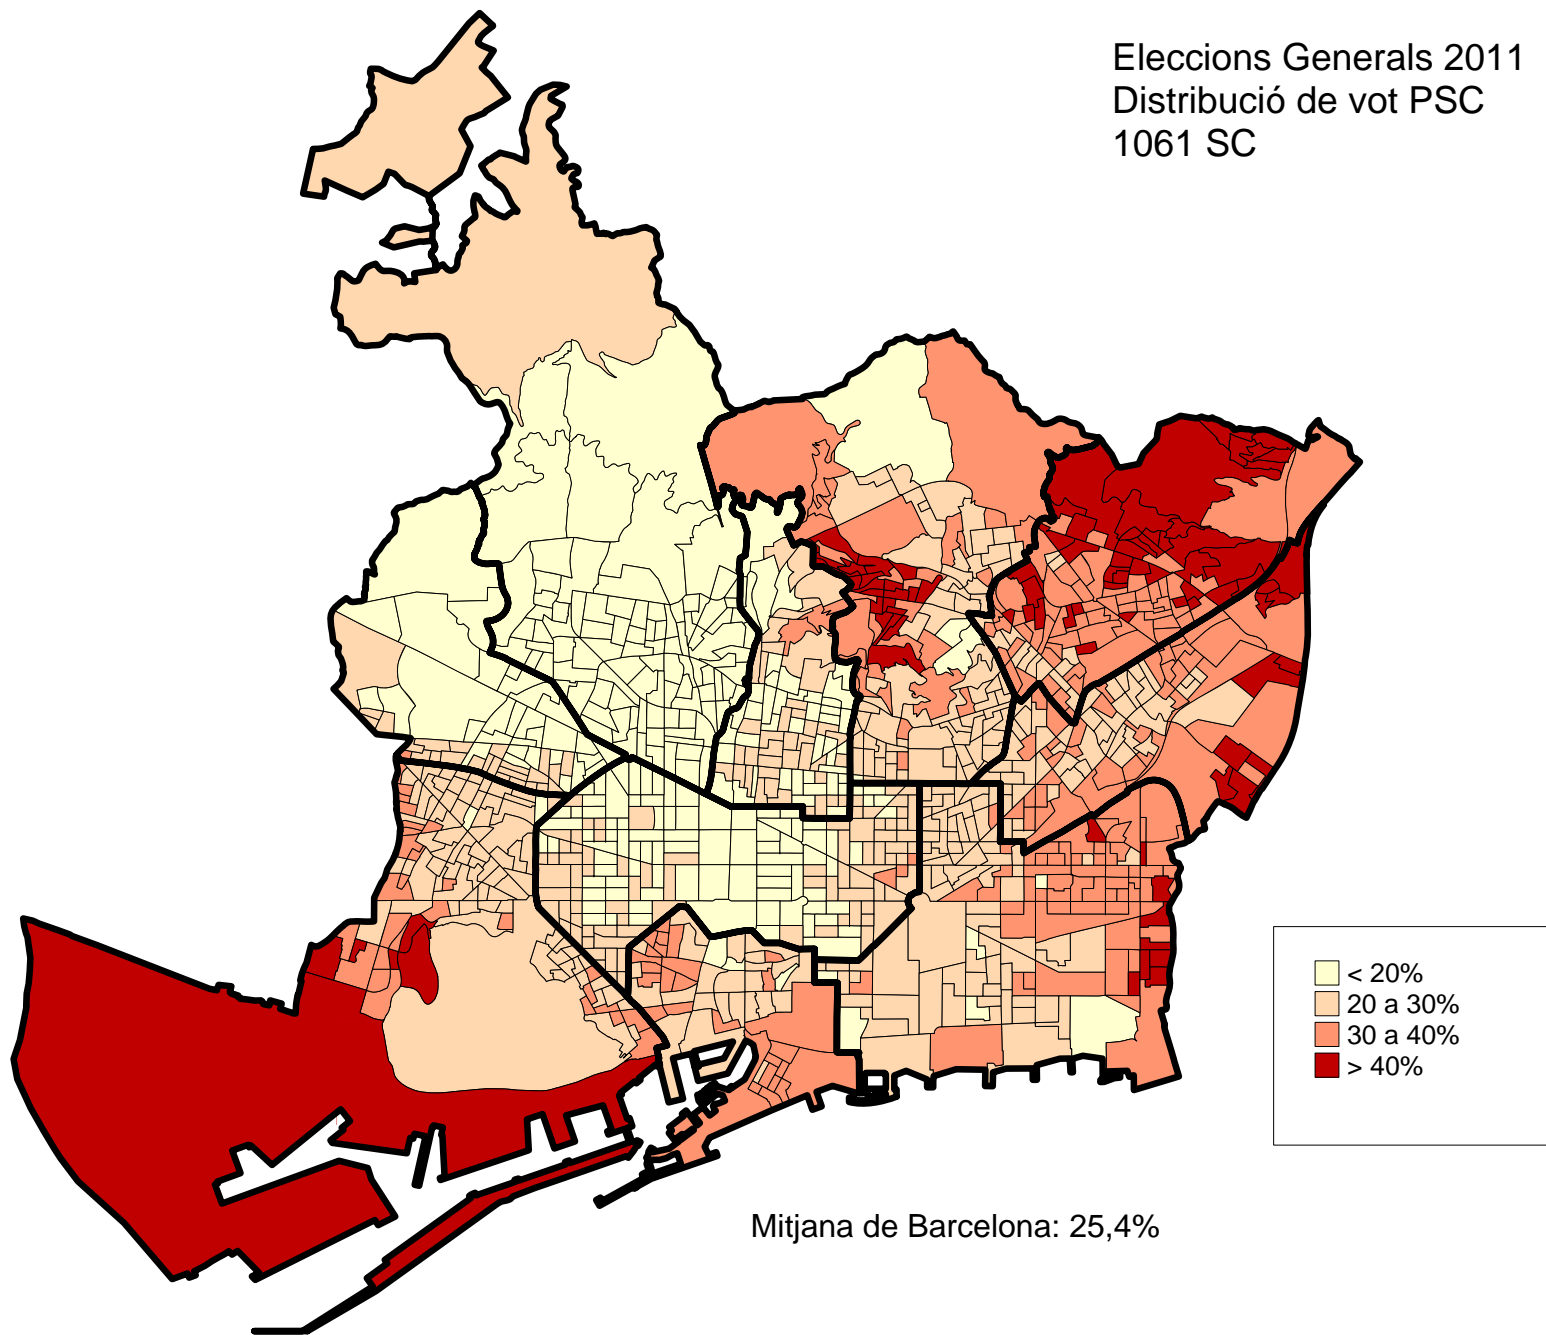 Eleccions Generals 2011
Distribució de vot PSC
1061 SC
< 20%
20 a 30%
30 a 40%
> 40%
Mitjana de Barcelona: 25,4%